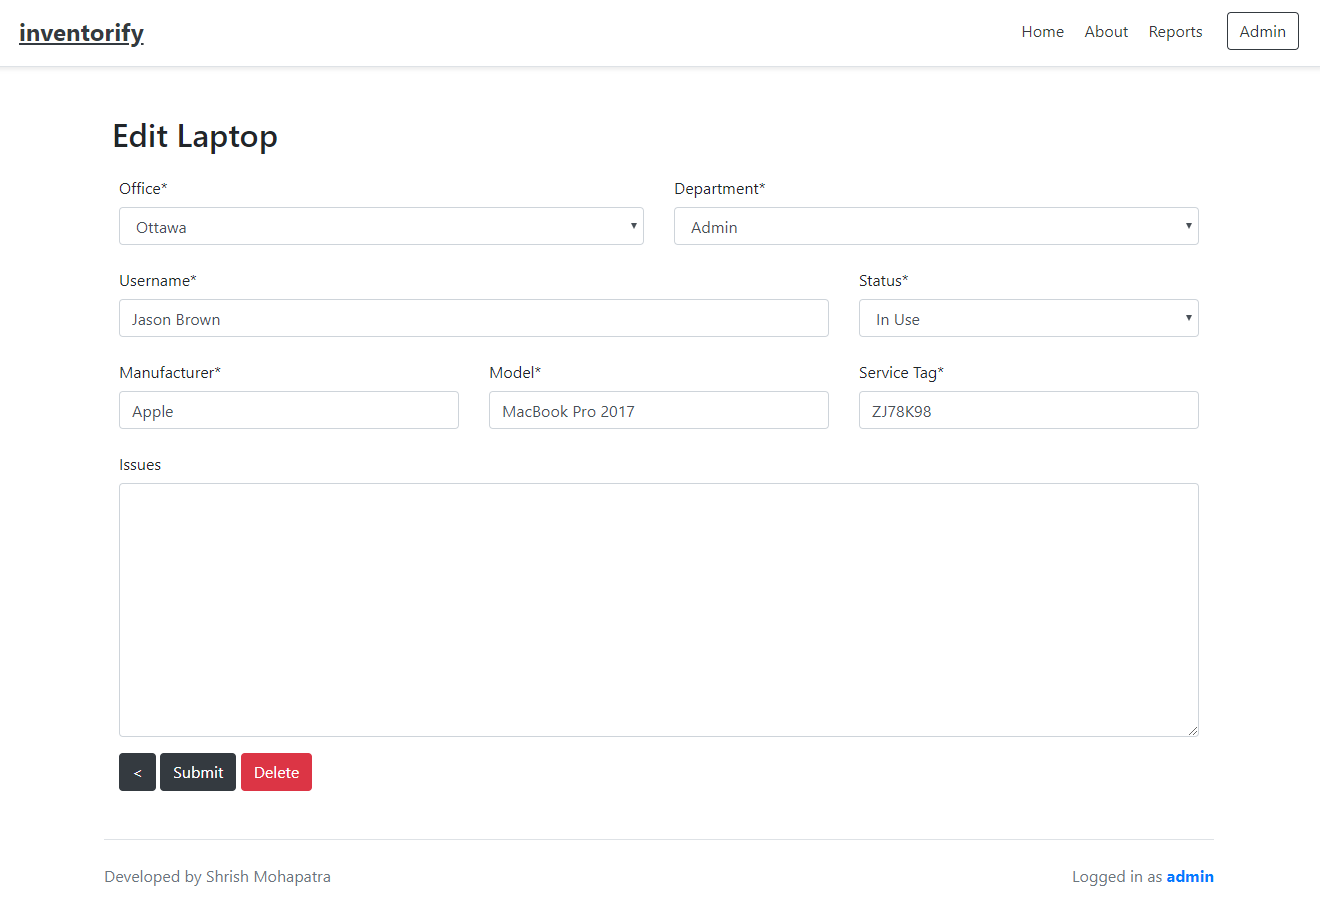 inventorify
Home About Reports Admin
Edit Laptop
Office* Department*
Ottawa Admin
Username* Status*
Jason Brown In Use
Manufacturer* Model* Service Tag*
Apple MacBook Pro 2017 ZJ78K98
Issues
< Submit Delete
Developed by Shrish Mohapatra Logged in as admin